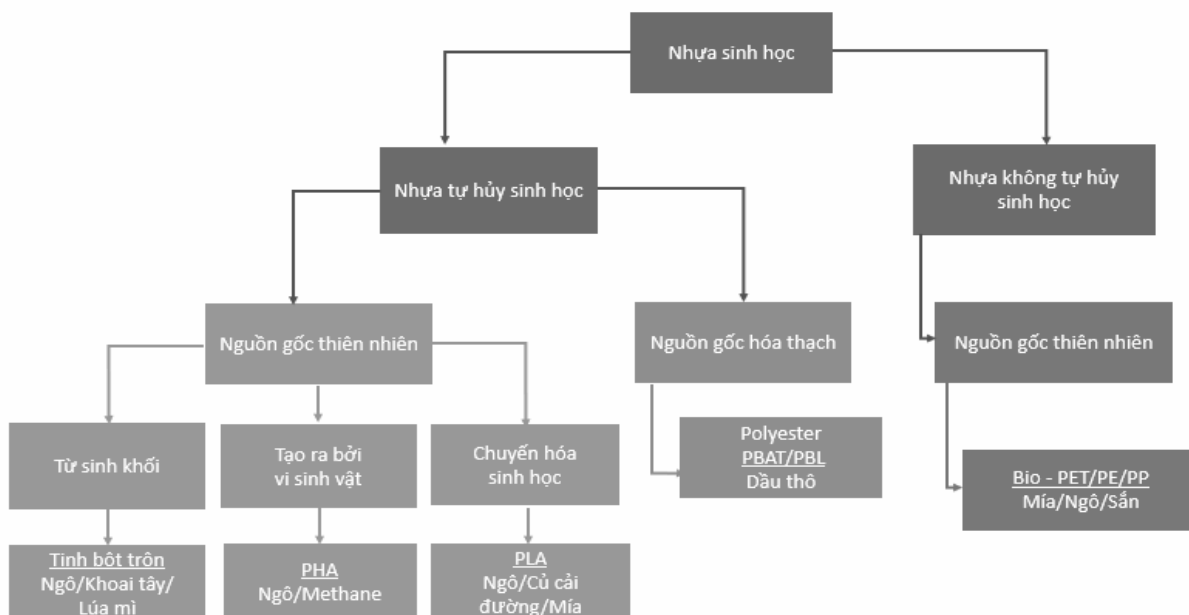 Nhựa sinh học
Nhựa tự hủy sinh học
Nhựa không tự hủy
sinh học
Nguồn gốc thiên nhiên
Nguồn gốc hóa thạch
Nguồn gốc thiên nhiên
Từ sinh khối
Tạo ra bởi
vi sinh vật
Chuyến hóa
sinh học
Polyester
PBAT/PBL
Dầu thô
Bio - PET/PE/PP
Mía/Ngô/Sắn
Tinh bôt trôn
Ngô/Khoai tây/
Lúa mì
PHA
Ngô/Methane
PLA
Ngô/Củ cải
đường/Mía